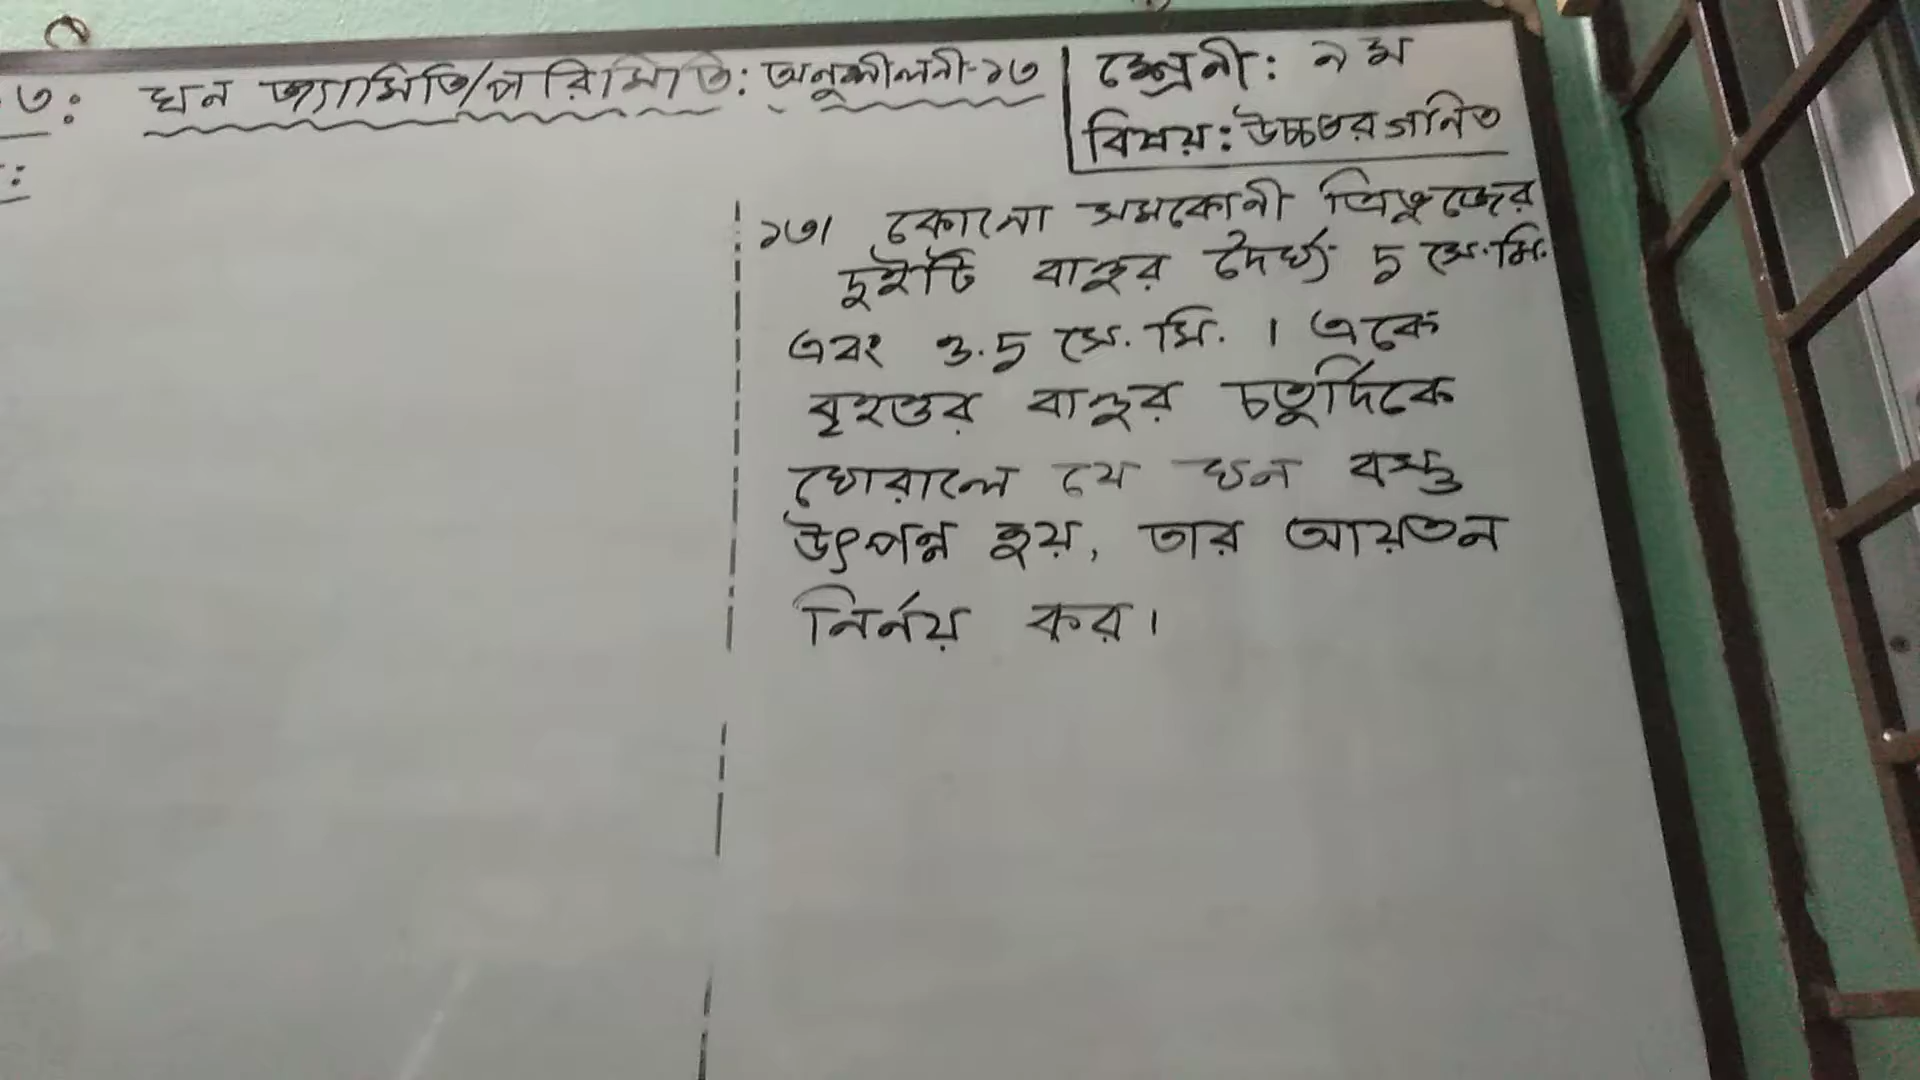 ৩: ঘন জ্যামিতি/পরিমিতি: অনুশীলনী-১৩
শ্রেনী: ৯ম
বিষয়: উচ্চতর গনিত
:
১৩। কোনো সমকোনী ত্রিভুজের
দুইটি বাহুর দৈর্ঘ্য 5 সে.মি.
এবং 3.5 সে. মি. । একে
বৃহত্তর বাহুর চতুর্দিকে
ঘোরালে যে ঘন বস্তু
উৎপন্ন হয়, তার আয়তন
নির্নয় কর।